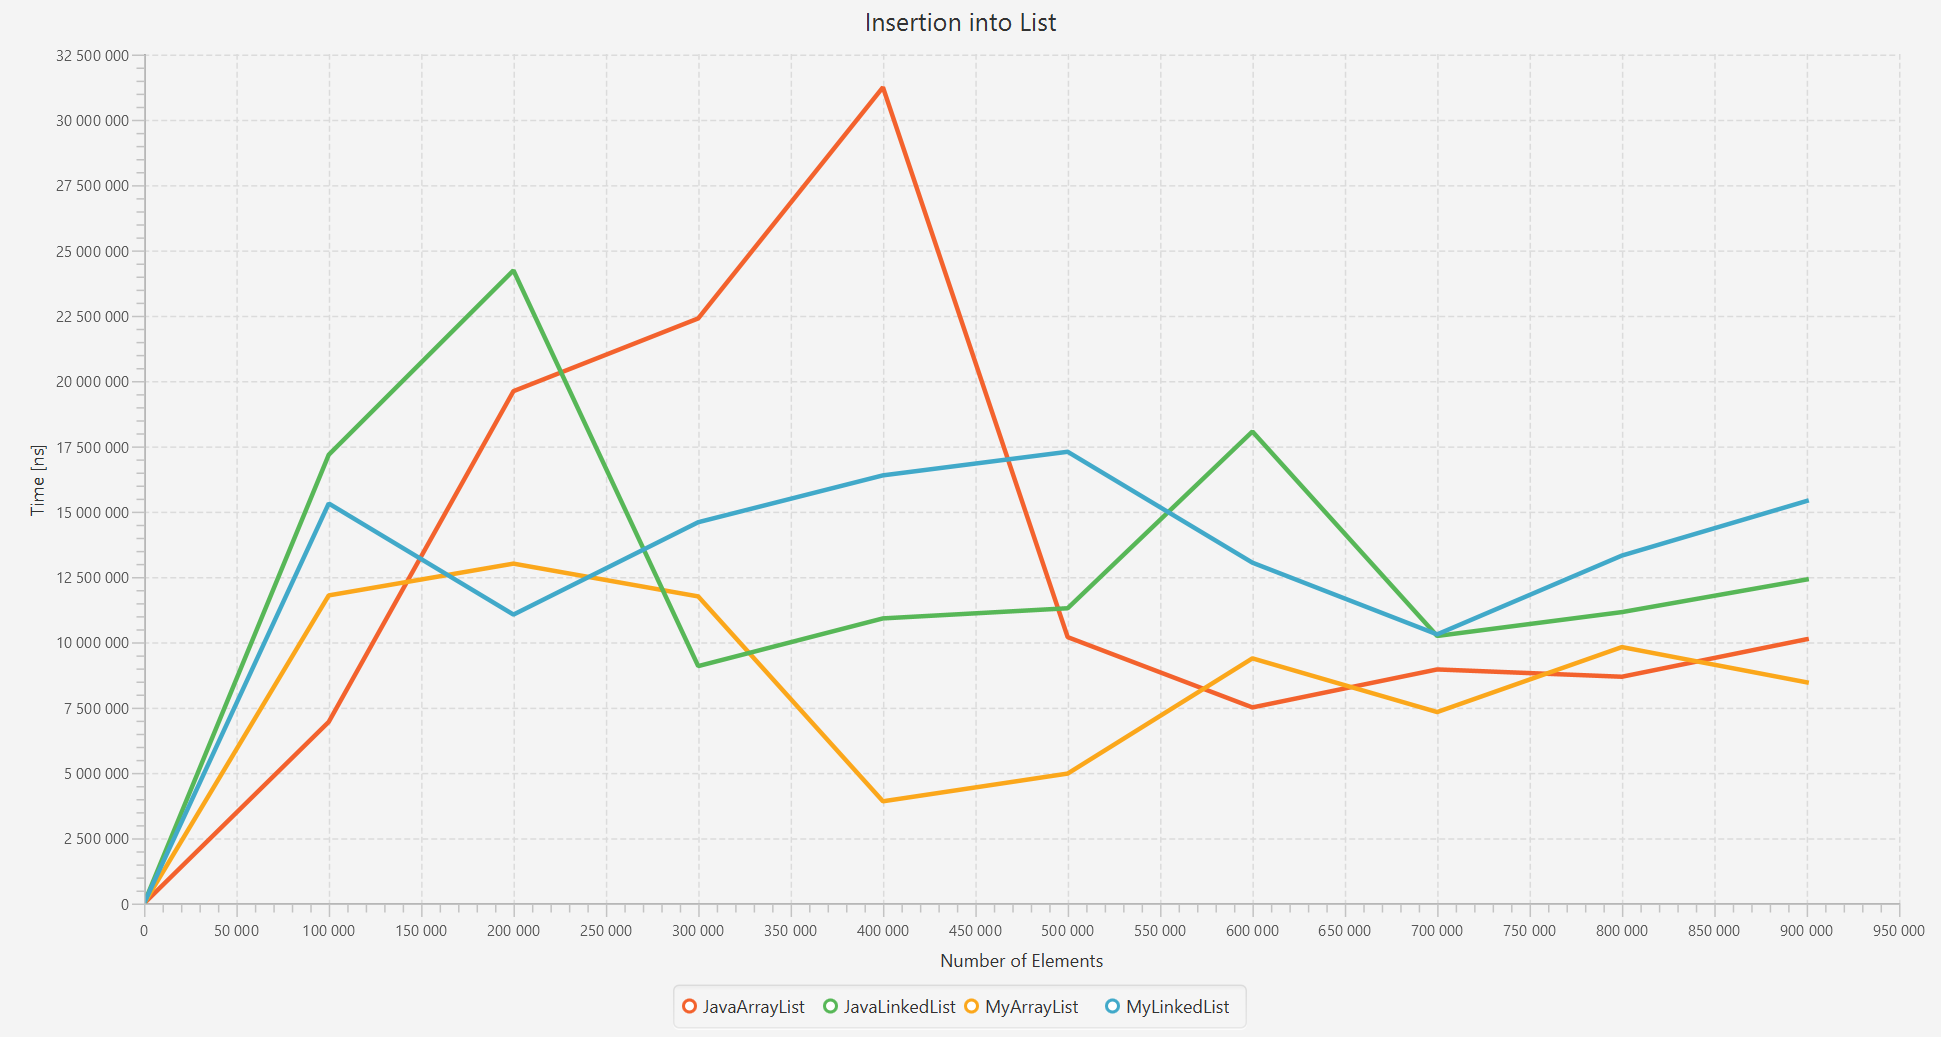 Insertion into List
32 500 000
30 000 000
27 500 000
25 000 000
22 500 000
20 000 000
17 500 000
15 000 000
12 500 000
10 000 000
7 500 000
5 000 000
2 500 000
0
Time [ns]
0 50 000 100 000 150 000 200 000 250 000 300 000 350 000 400 000 450 000 500 000 550 000 600 000 650 000 700 000 750 000 800 000 850 000 900 000 950 000
Number of Elements
JavaArrayList JavaLinkedList MyArrayList MyLinkedList